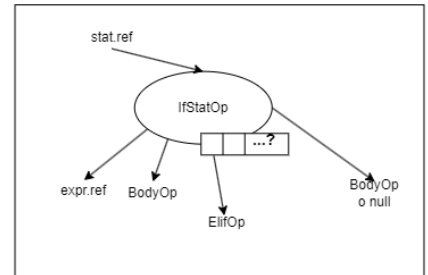 stat.ref
IfStatOp
...?
expr.ref
BodyOp
ElifOp
BodyOp
o null